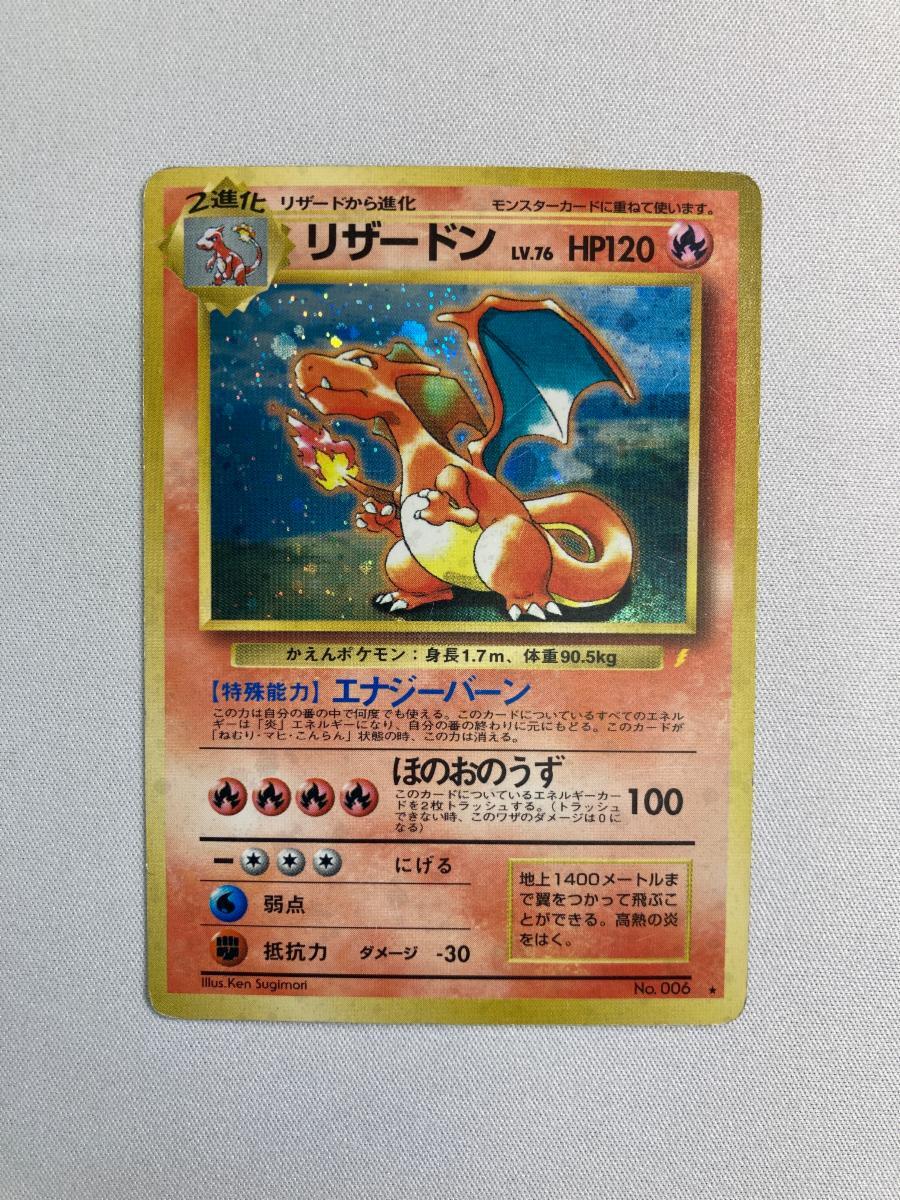 2進化
リザードから進化
モンスターカードに重ねて使います。
リザードン LV.76 HP120
かえんポケモン：身長1.7m、体重90.5kg
【特殊能力】エナジーバーン
この力は自分の番の中で何度でも使える。このカードについているすべてのエネル
ギーは「炎」エネルギーになり、自分の番の終わりに元にもどる。このカードが
「ねむり・マヒ・こんらん」状態の時、この力は消える。
ほのおのうず
このカードについているエネルギーカー
ドを2枚トラッシュする。（トラッシュ
できない時、このワザのダメージは0に
なる）
100
にげる
弱点
抵抗力 ダメージ -30
地上1400メートルま
で翼をつかって飛ぶこ
とができる。高熱の炎
をはく。
Illus.Ken Sugimori
No. 006 ★